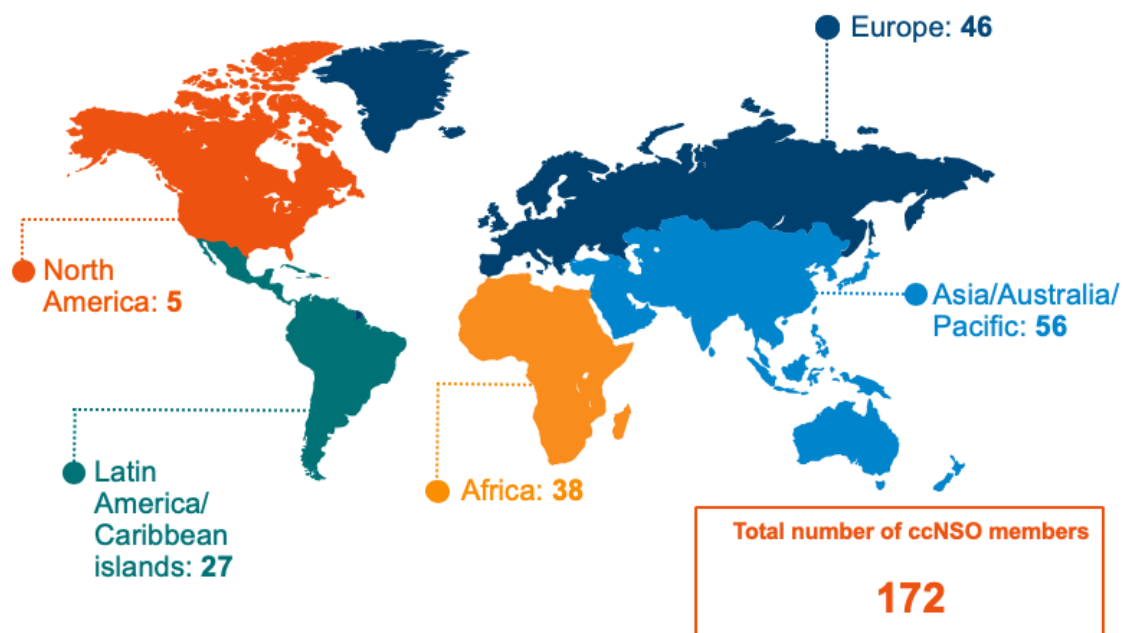 Europe: 46
North
America: 5
Asia/Australia/
Pacific: 56
Latin
America/
Caribbean
islands: 27
Africa: 38
Total number of ccNSO members
172